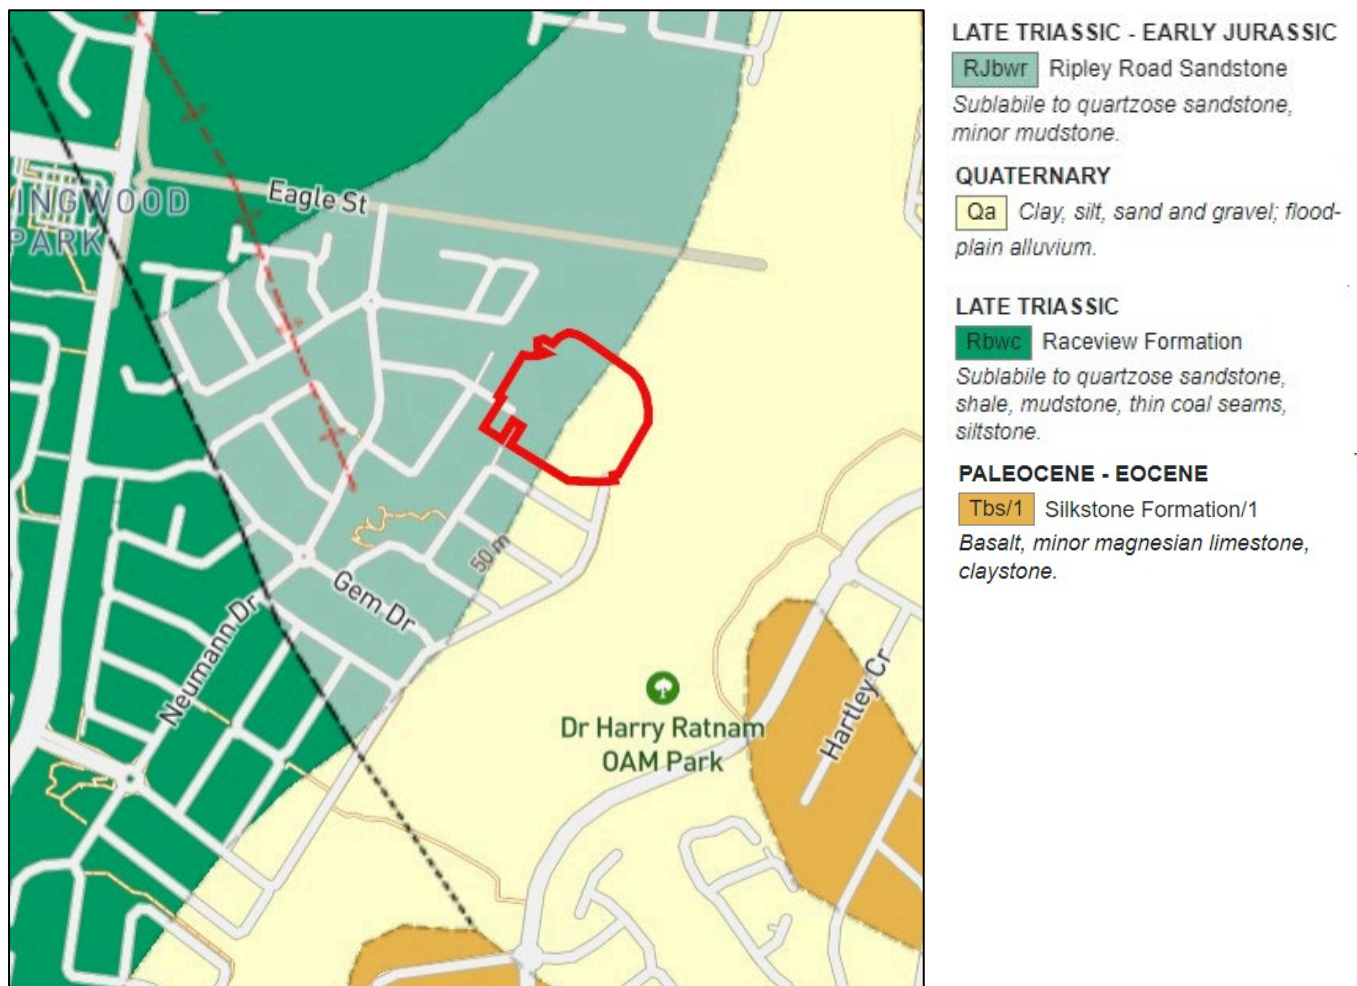 Eagle St
INGWOOD
PARK
50 m
Gem Dr
Neumann Dr
Dr Harry Ratnam
OAM Park
Hartley Cr
LATE TRIASSIC - EARLY JURASSIC
RJbwr Ripley Road Sandstone
Sublabile to quartzose sandstone,
minor mudstone.
QUATERNARY
Qa Clay, silt, sand and gravel; flood-
plain alluvium.
LATE TRIASSIC
Rbwc Raceview Formation
Sublabile to quartzose sandstone,
shale, mudstone, thin coal seams,
siltstone.
PALEOCENE - EOCENE
Tbs/1 Silkstone Formation/1
Basalt, minor magnesian limestone,
claystone.